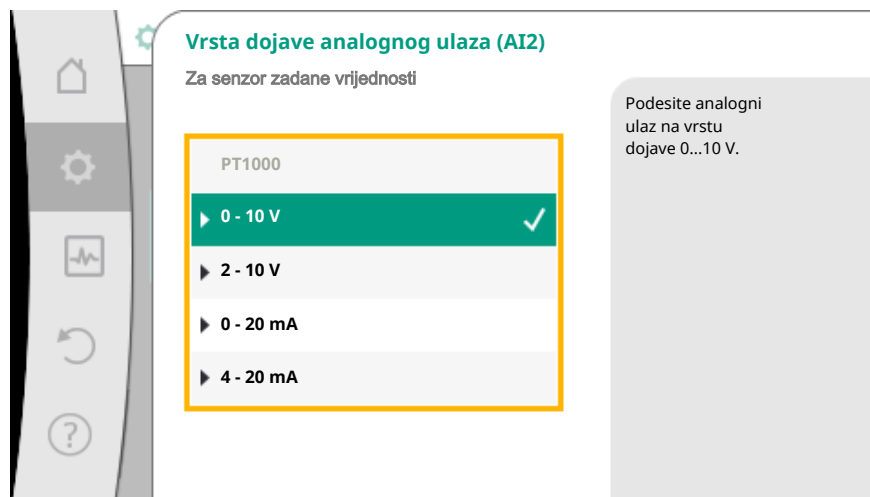 Vrsta dojave analognog ulaza (AI2)
Za senzor zadane vrijednosti
PT1000
0 - 10 V
2 - 10 V
0 - 20 mA
4 - 20 mA
Podesite analogni
ulaz na vrstu
dojave 0...10 V.
?